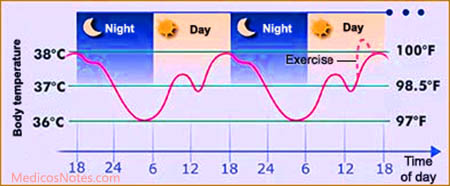 Night
Day
Night
Day
38°C
100°F
Exercise
Body temperature
37°C
98.5°F
36°C
97°F
18 24 6 12 18 24 6 12 18
Time of day
MedicosNotes.com